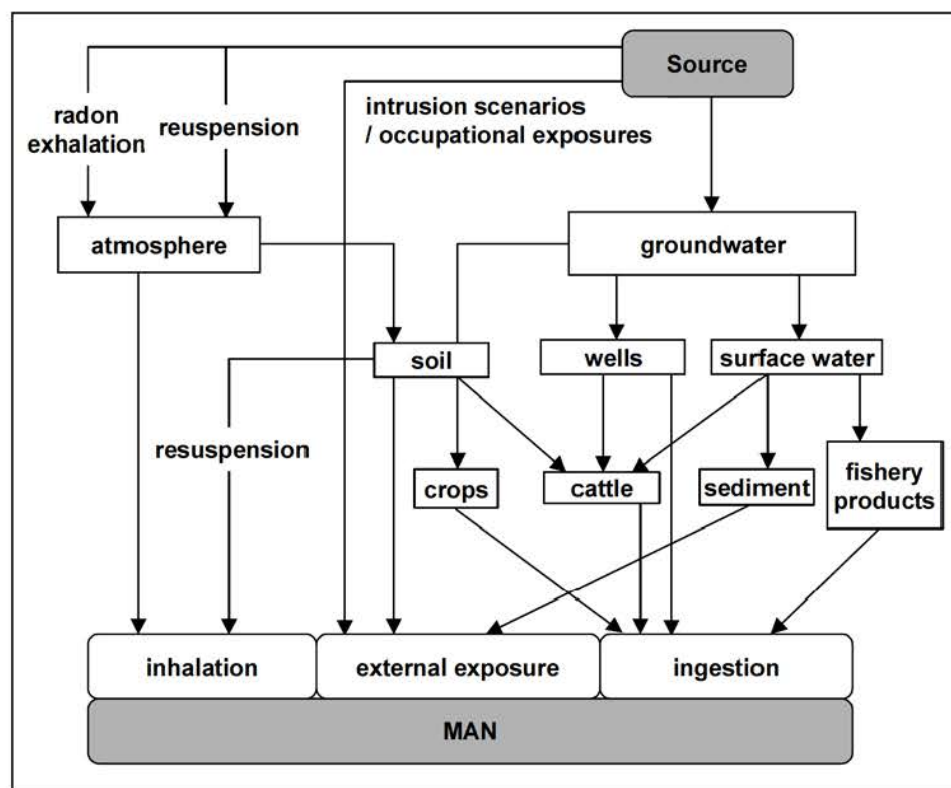 Source
radon
exhalation
reuspension
intrusion scenarios
/ occupational exposures
atmosphere
groundwater
soil
wells
surface water
resuspension
crops
cattle
sediment
fishery
products
inhalation
external exposure
ingestion
MAN